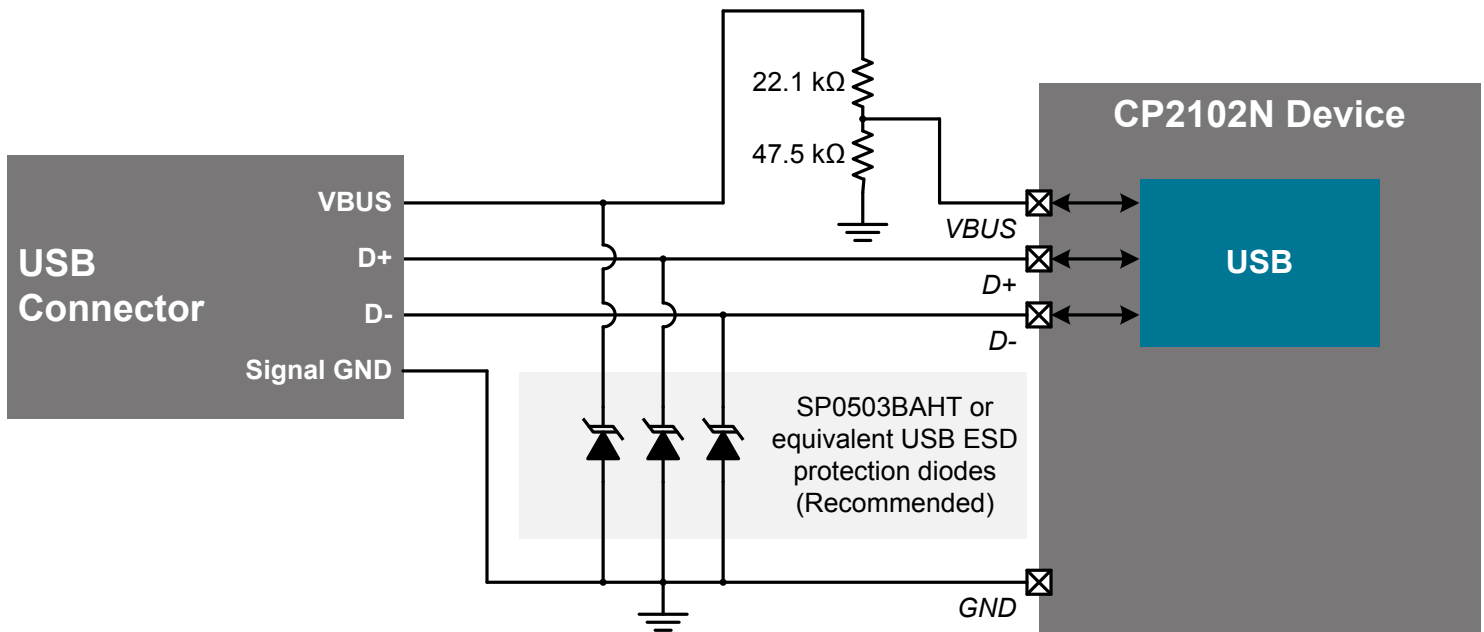 22.1 kΩ
47.5 kΩ
CP2102N Device
USB
Connector
VBUS
D+
D-
Signal GND
VBUS
D+
D-
USB
SP0503BAHT or
equivalent USB ESD
protection diodes
(Recommended)
GND